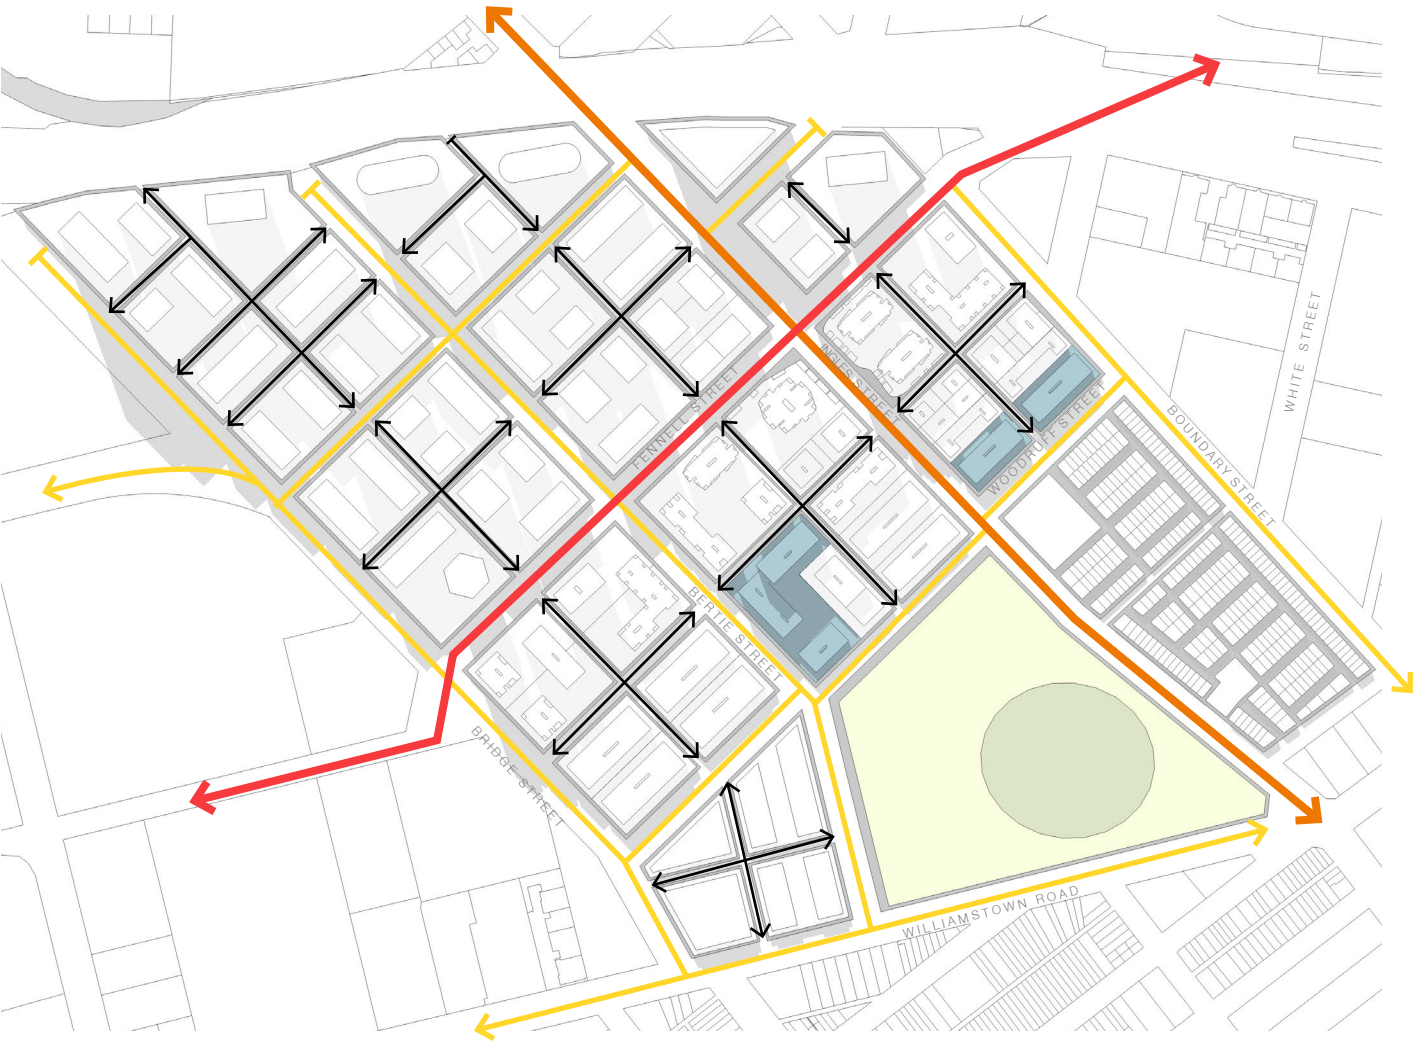 WHITE STREET
FENNELL STREET
INGLES STREET
WOODRUFF STREET
BOUNDARY STREET
BERTIE STREET
BRIDGE STREET
WILLIAMSTOWN ROAD